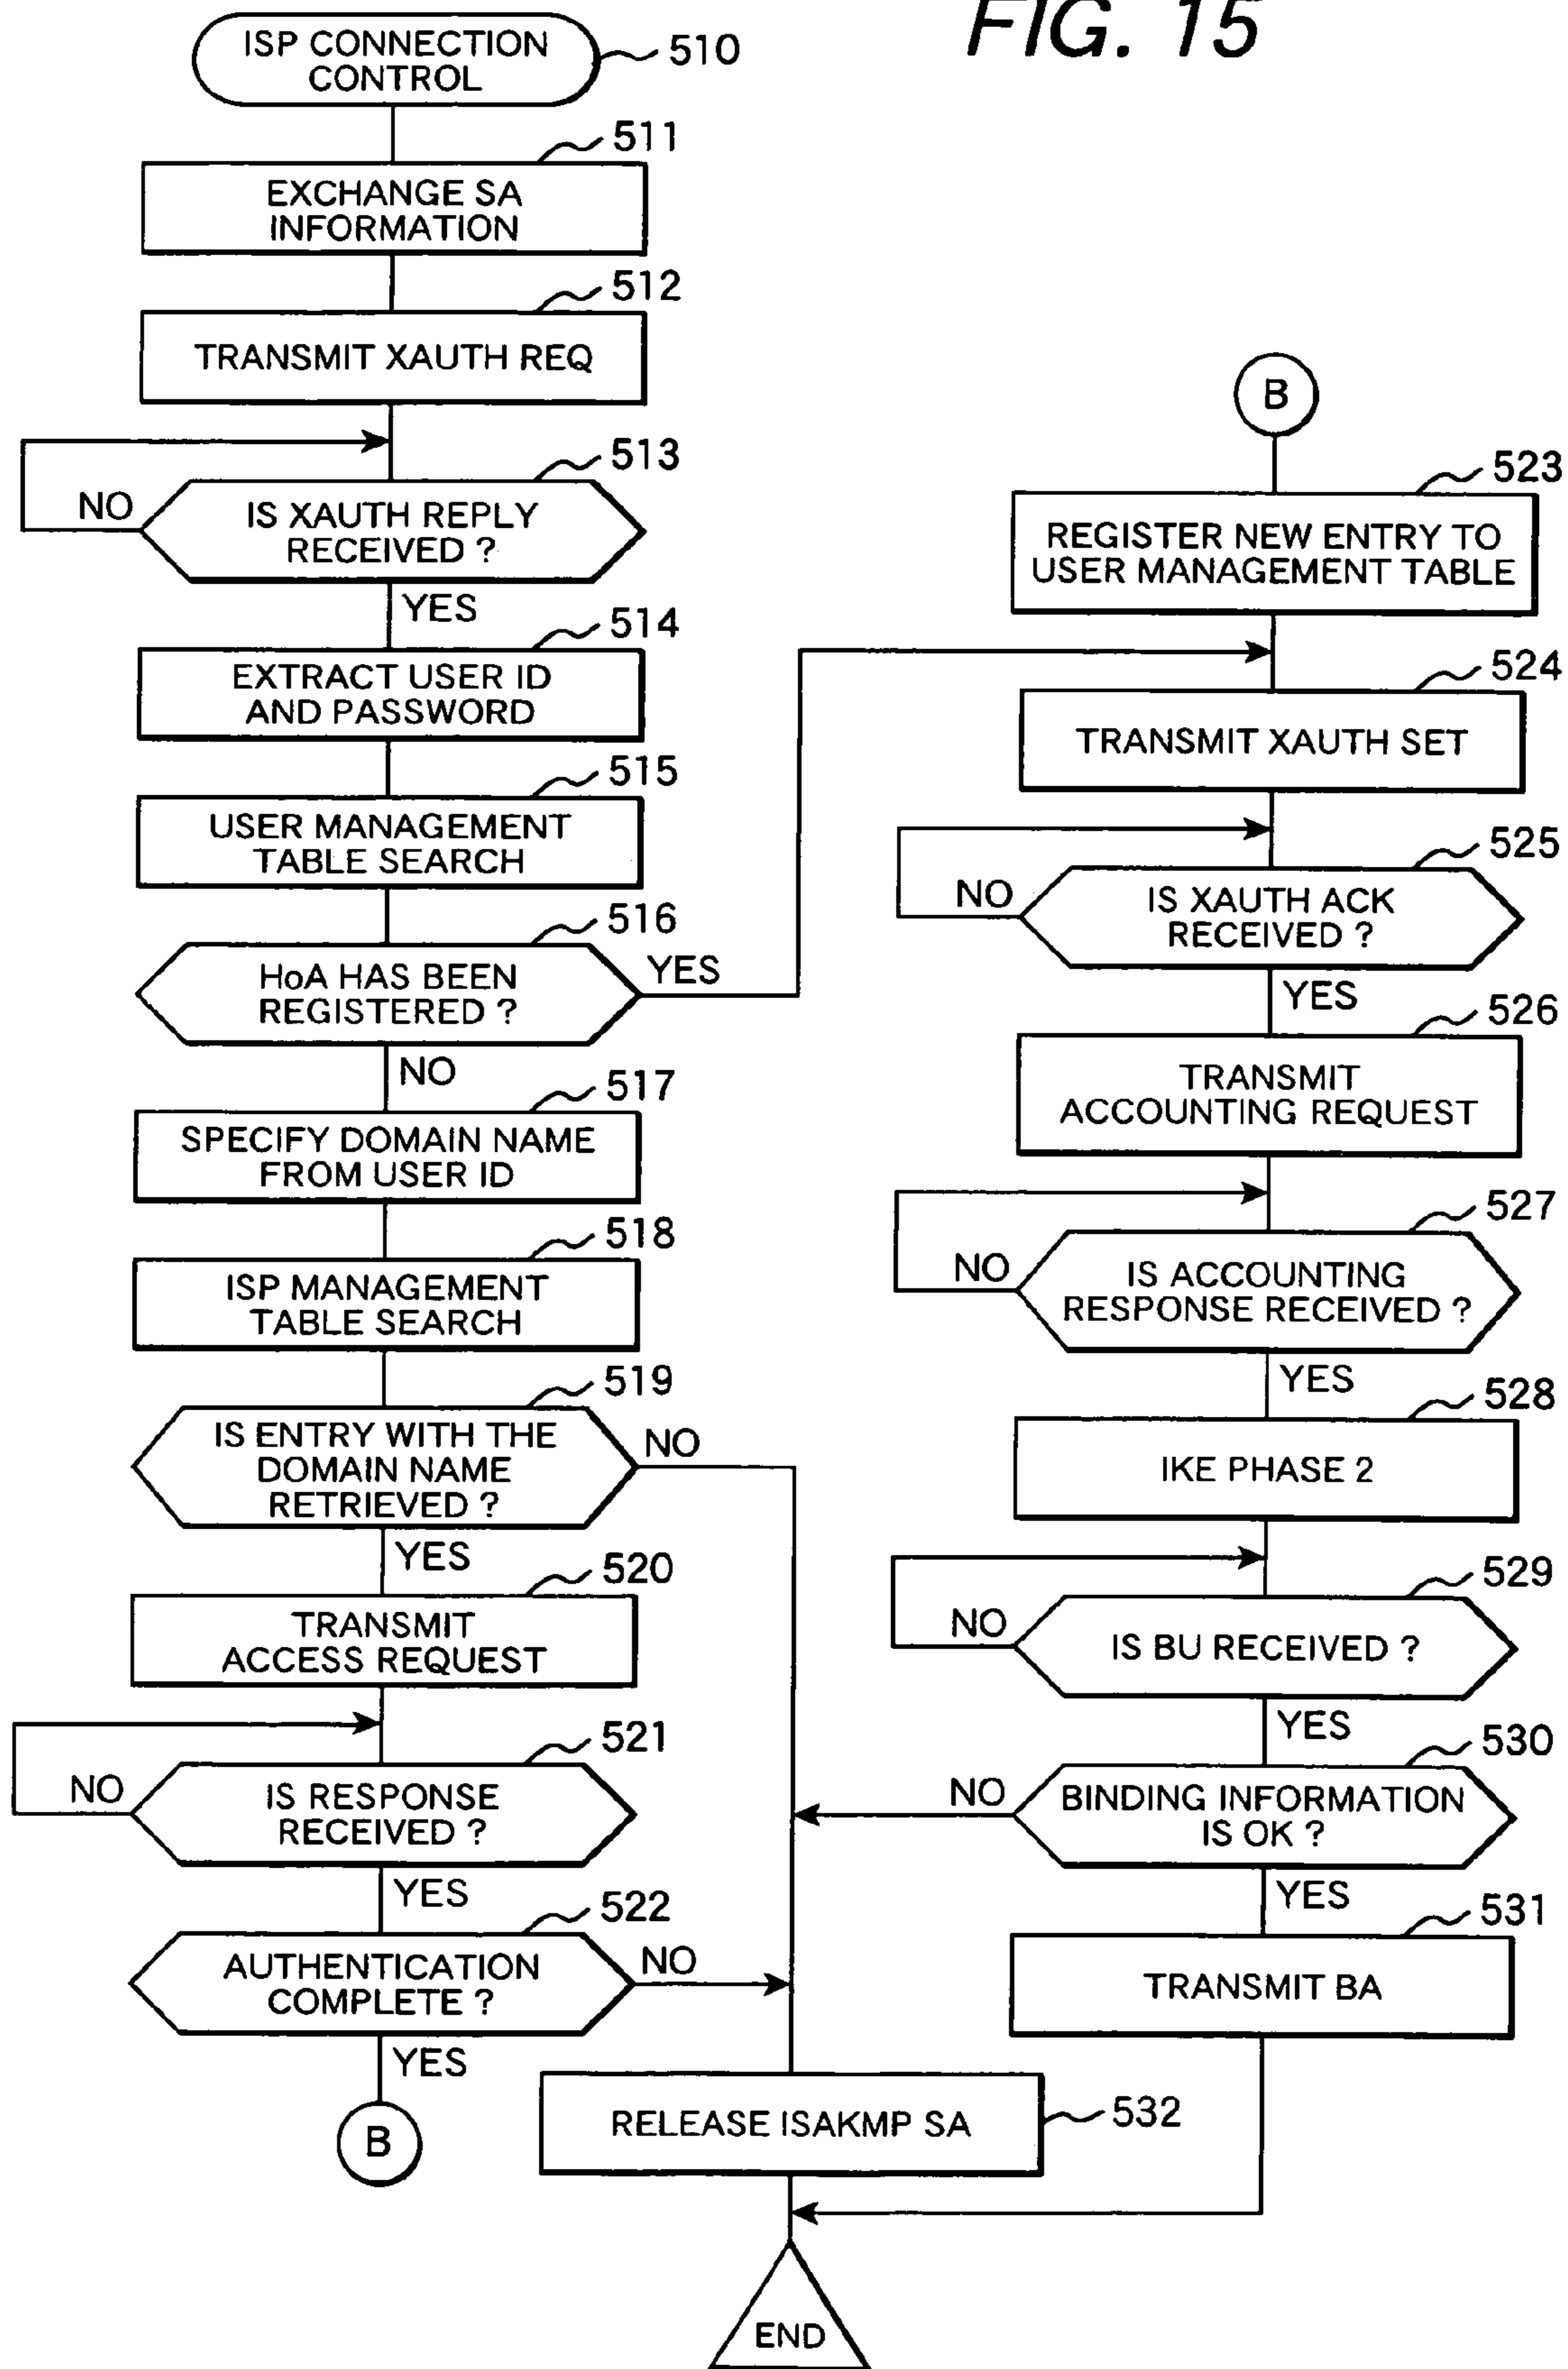 FIG. 15
ISP CONNECTION
CONTROL
510
511
EXCHANGE SA
INFORMATION
512
TRANSMIT XAUTH REQ
513
NO
IS XAUTH REPLY
RECEIVED ?
YES
514
EXTRACT USER ID
AND PASSWORD
515
USER MANAGEMENT
TABLE SEARCH
516
HoA HAS BEEN
REGISTERED ?
YES
NO
517
SPECIFY DOMAIN NAME
FROM USER ID
518
ISP MANAGEMENT
TABLE SEARCH
519
IS ENTRY WITH THE
DOMAIN NAME
RETRIEVED ?
NO
YES
520
TRANSMIT
ACCESS REQUEST
521
NO
IS RESPONSE
RECEIVED ?
YES
522
AUTHENTICATION
COMPLETE ?
NO
YES
B
B
523
REGISTER NEW ENTRY TO
USER MANAGEMENT TABLE
524
TRANSMIT XAUTH SET
525
NO
IS XAUTH ACK
RECEIVED ?
YES
526
TRANSMIT
ACCOUNTING REQUEST
527
NO
IS ACCOUNTING
RESPONSE RECEIVED ?
YES
528
IKE PHASE 2
529
NO
IS BU RECEIVED ?
YES
530
NO
BINDING INFORMATION
IS OK ?
YES
531
TRANSMIT BA
RELEASE ISAKMP SA
532
END